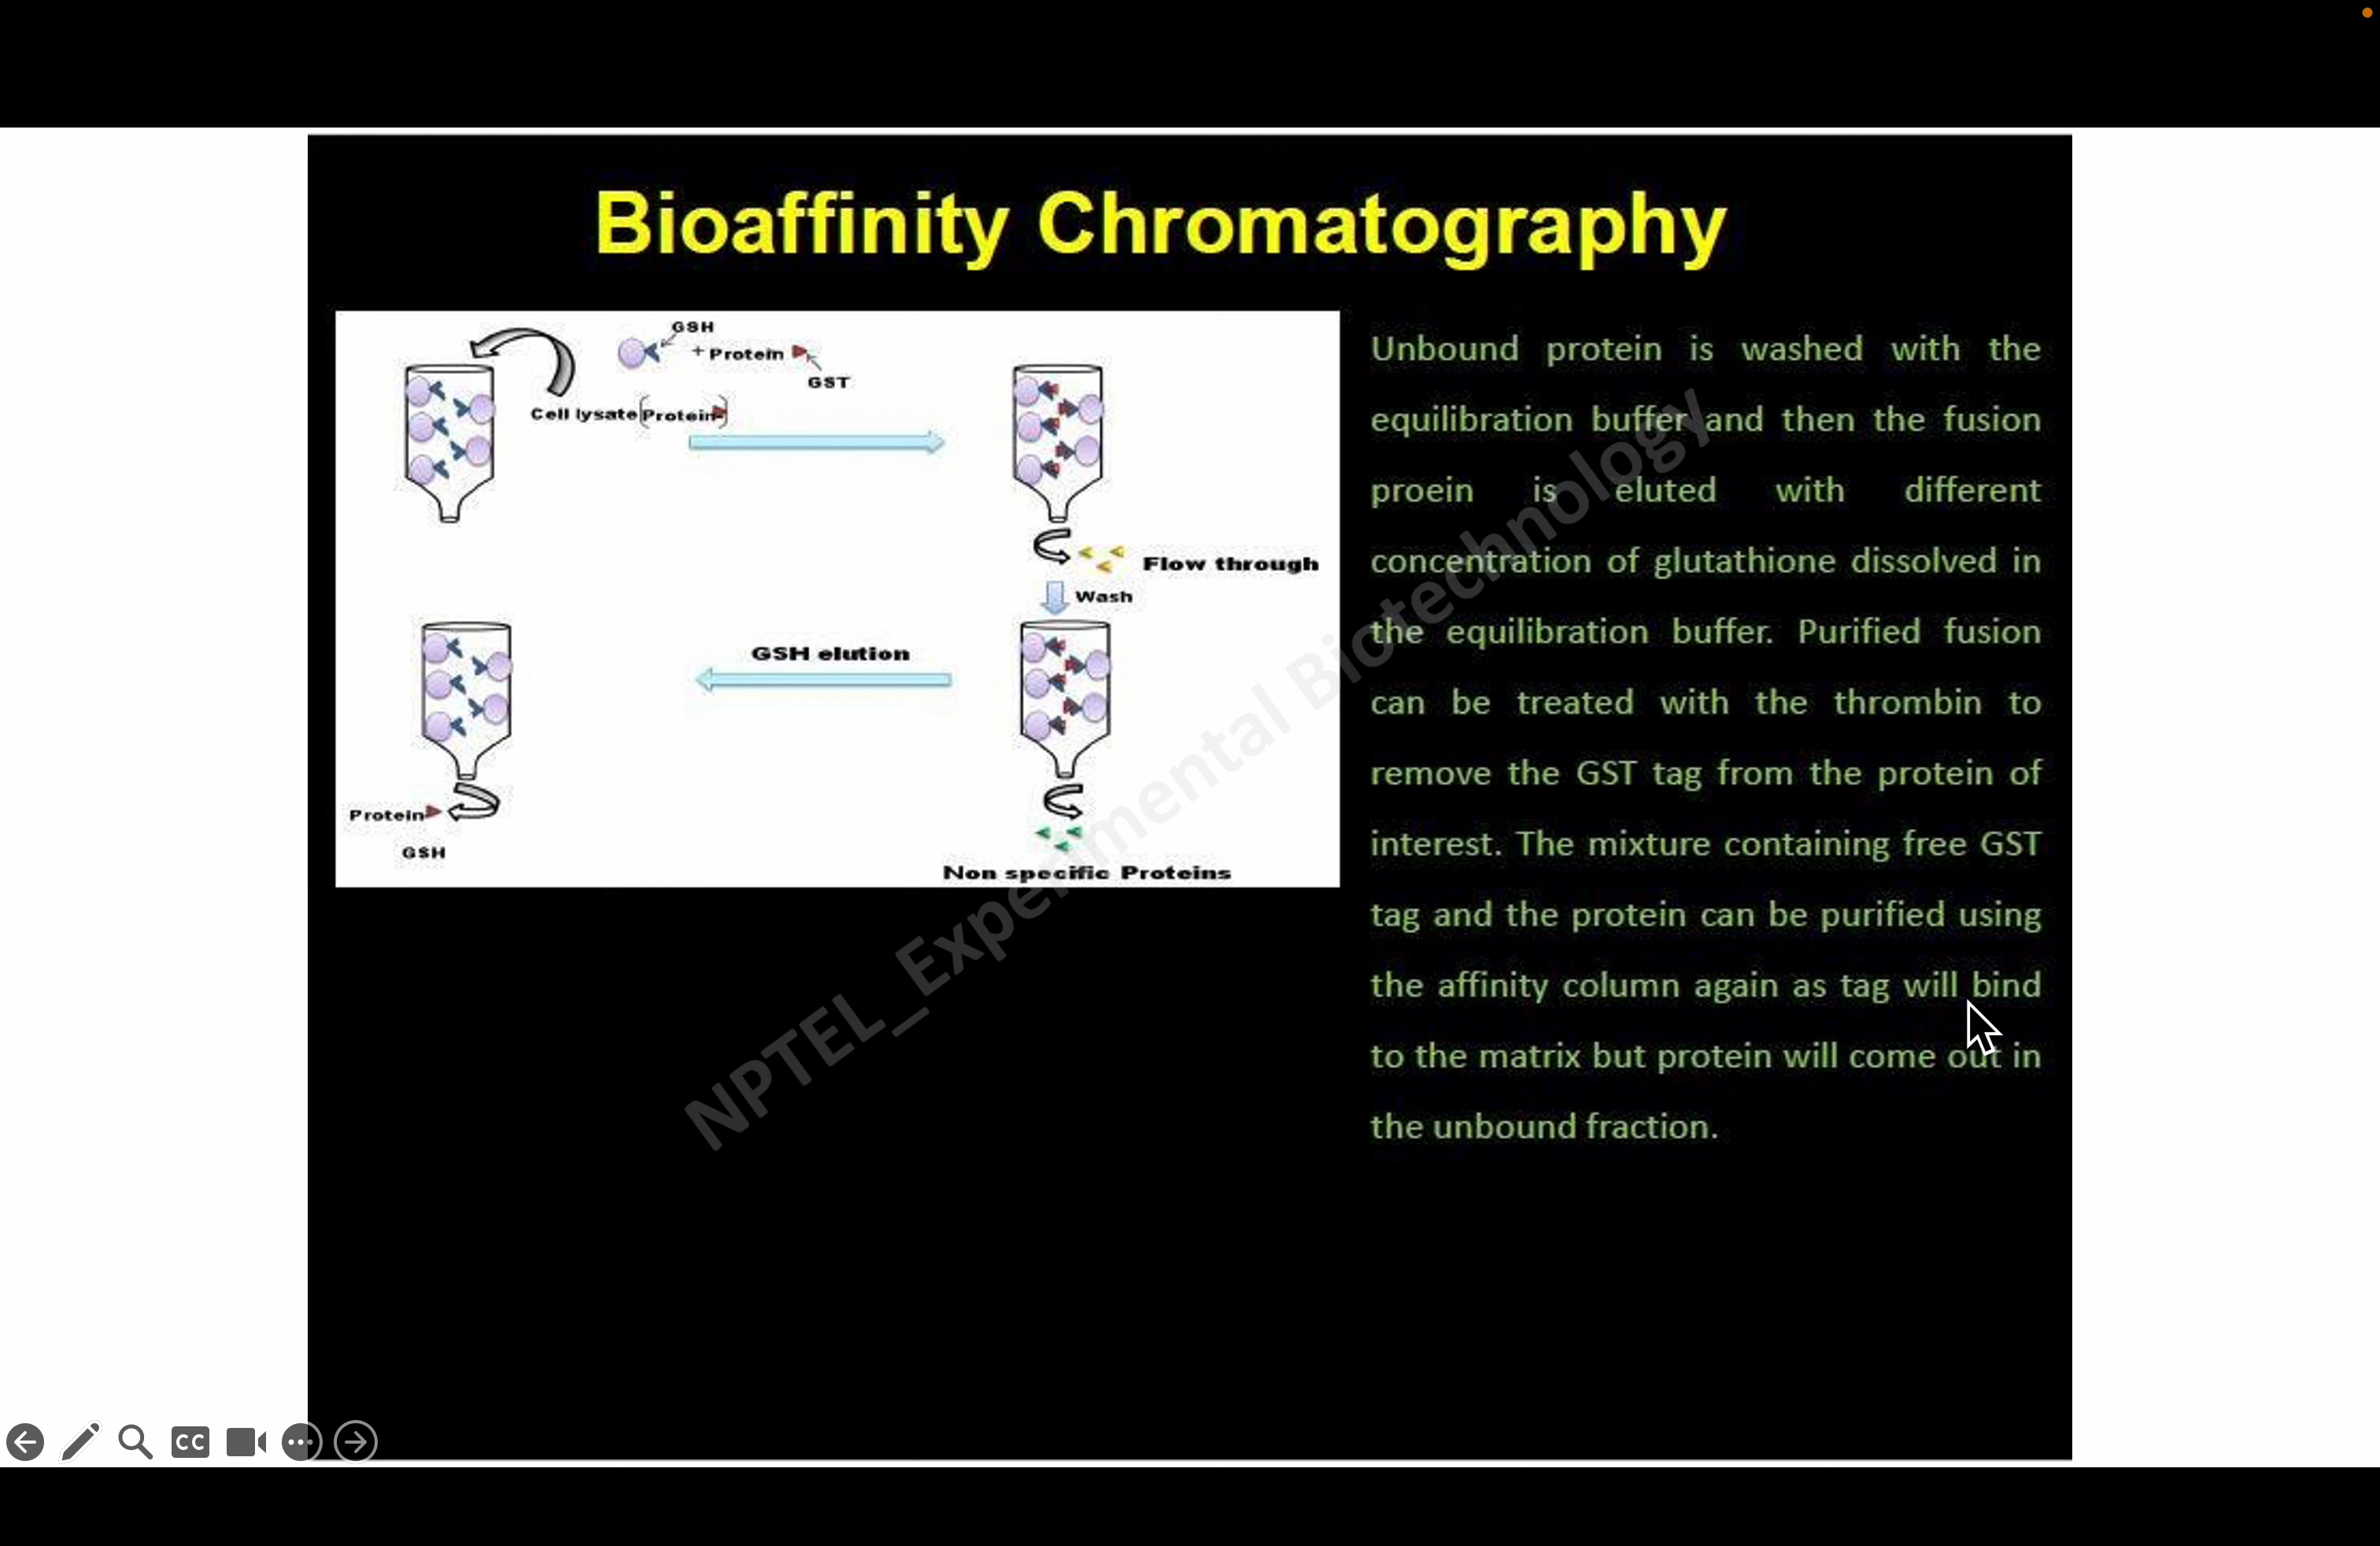 Bioaffinity Chromatography
GSH
+ Protein
GST
Cell lysate [Protein]
Flow through
Wash
GSH elution
Protein
GSH
Non specific Proteins
Unbound protein is washed with the
equilibration buffer and then the fusion
proein is eluted with different
concentration of glutathione dissolved in
the equilibration buffer. Purified fusion
can be treated with the thrombin to
remove the GST tag from the protein of
interest. The mixture containing free GST
tag and the protein can be purified using
the affinity column again as tag will bind
to the matrix but protein will come out in
the unbound fraction.
NPTEL_Experimental Biotechnology
CC